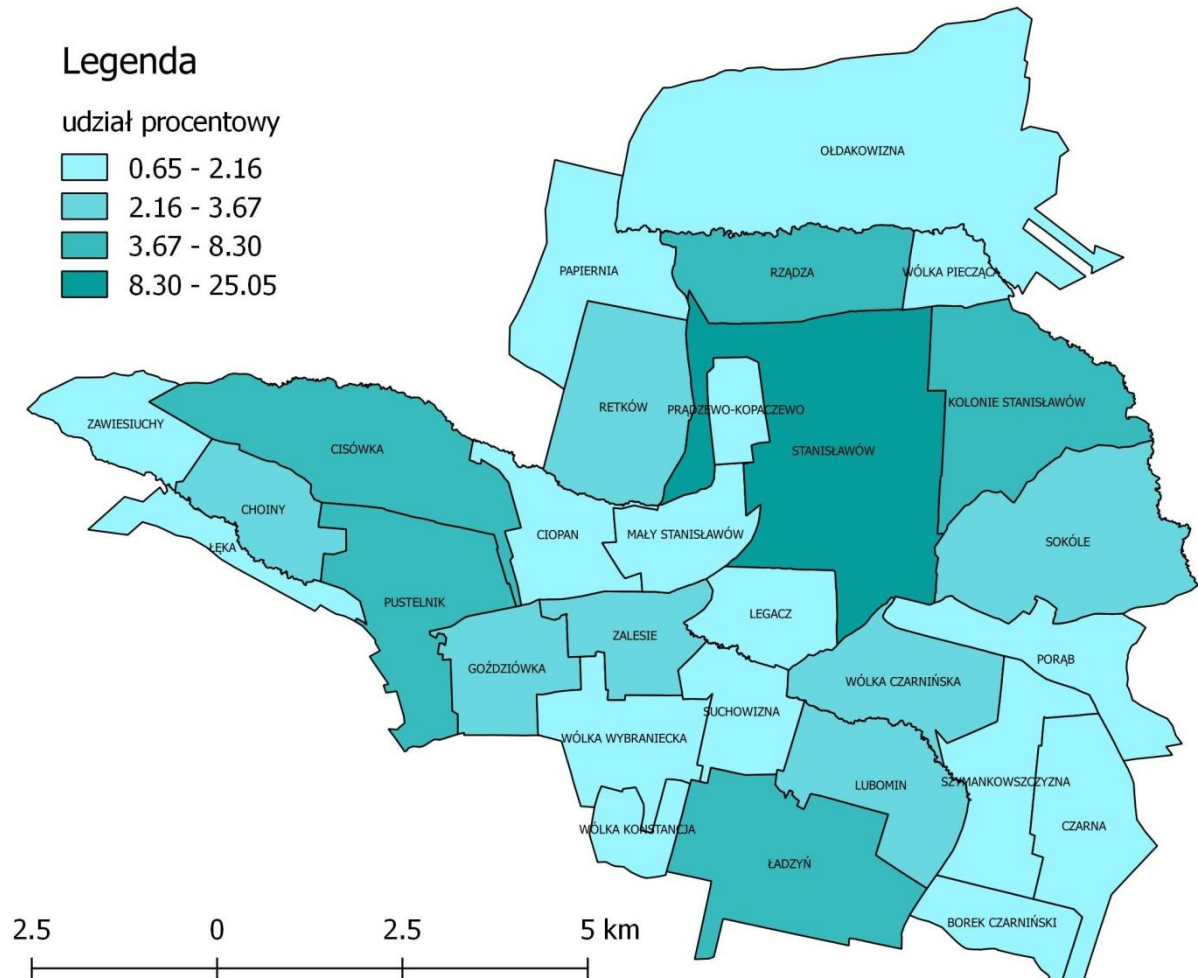 Legenda
udział procentowy
0.65 - 2.16
2.16 - 3.67
3.67 - 8.30
8.30 - 25.05
OŁDAKOWIZNA
PAPIERNIA
RZĄDZA
WÓLKA PIECZĄCA
RETKÓW
PRĄDZEWO-KOPACZEWO
KOLONIE STANISŁAWÓW
ZAWIESIUCHY
CISÓWKA
STANISŁAWÓW
CHOINY
ŁĘKA
CIOPAN
MAŁY STANISŁAWÓW
SOKÓLE
PUSTELNIK
LEGACZ
ZALESIE
GOŹDZIÓWKA
PORĄB
WÓLKA CZARNIŃSKA
SUCHOWIZNA
WÓLKA WYBRANIECKA
LUBOMIN
SZYMANKOWSZCZYZNA
WÓLKA KONSTANCJA
CZARNA
ŁADZYŃ
BOREK CZARNIŃSKI
2.5 0 2.5 5 km